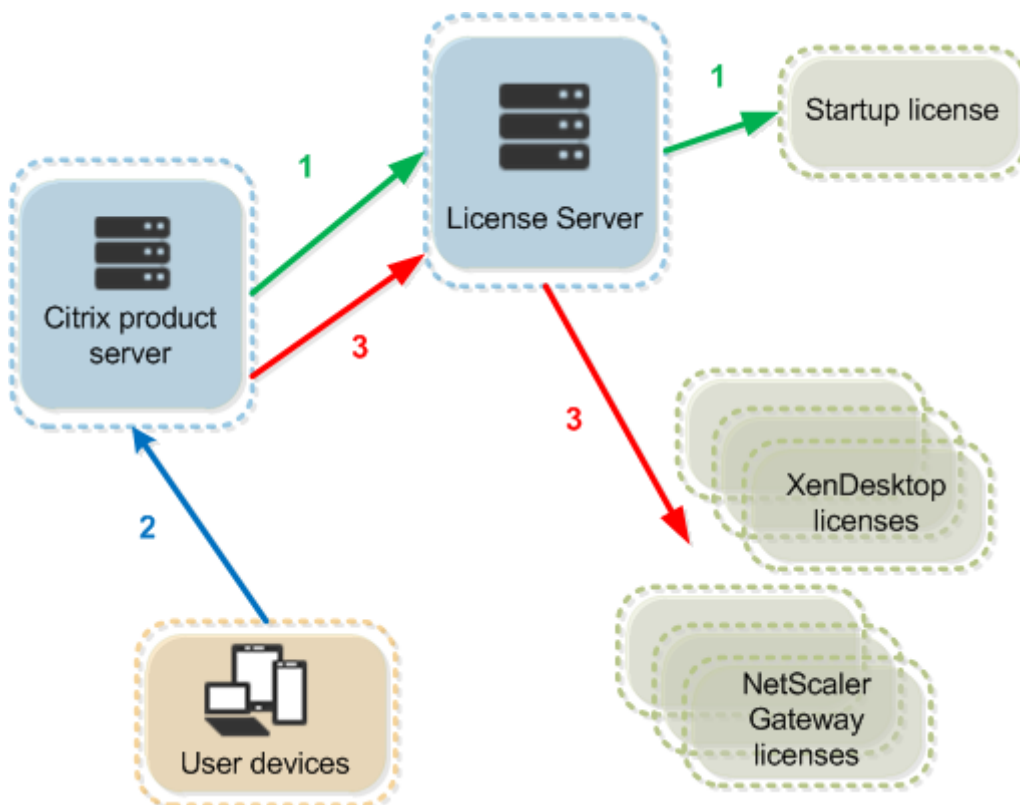 1
Startup license
1
License Server
Citrix product
server
3
3
XenDesktop
licenses
2
NetScaler
Gateway
licenses
User devices